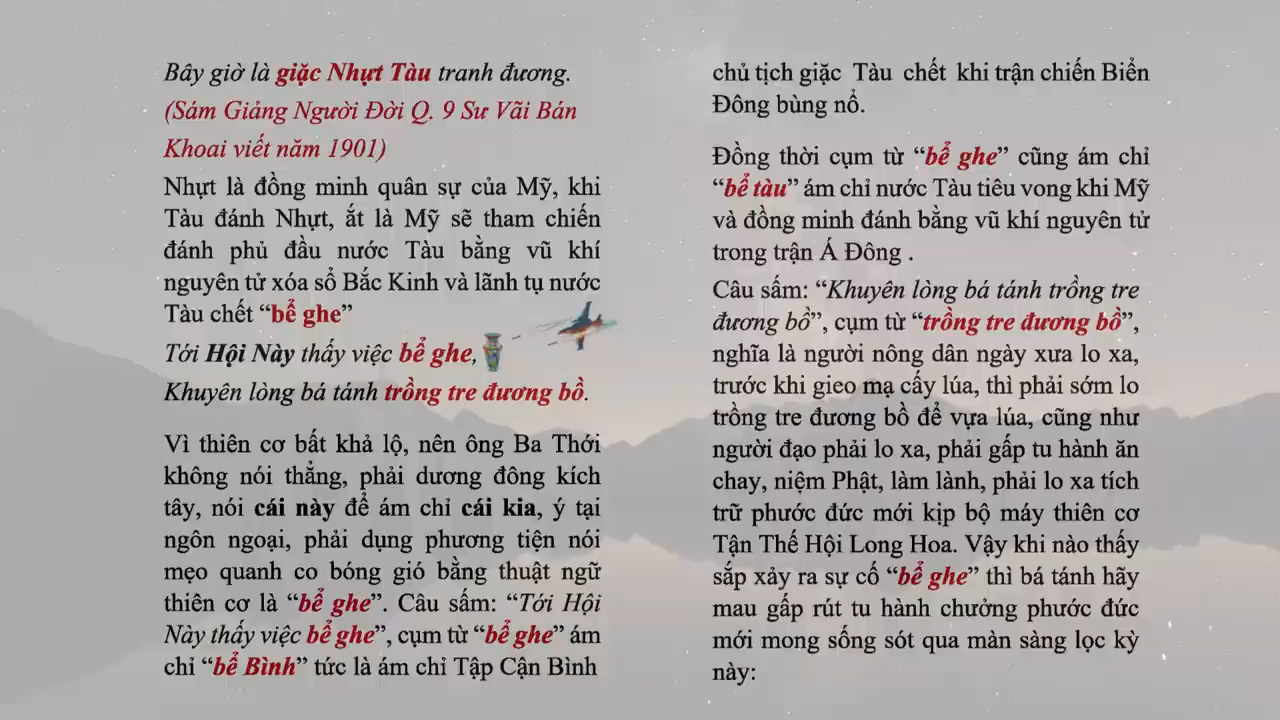 Bây giờ là giặc Nhựt Tàu tranh đương.
(Sám Giảng Người Đời Q. 9 Sư Vãi Bán
Khoai viết năm 1901)
Nhựt là đồng minh quân sự của Mỹ, khi
Tàu đánh Nhựt, ắt là Mỹ sẽ tham chiến
đánh phủ đầu nước Tàu bằng vũ khí
nguyên tử xóa sổ Bắc Kinh và lãnh tụ nước
Tàu chết “bể ghe”
Tới Hội Này thấy việc bể ghe,
Khuyên lòng bá tánh trồng tre đương bồ.
Vì thiên cơ bất khả lộ, nên ông Ba Thới
không nói thẳng, phải dương đông kích
tây, nói cái này để ám chỉ cái kia, ý tại
ngôn ngoại, phải dụng phương tiện nói
mẹo quanh co bóng gió bằng thuật ngữ
thiên cơ là “bể ghe”. Câu sấm: “Tới Hội
Này thấy việc bể ghe”, cụm từ “bể ghe” ám
chỉ “bể Bình” tức là ám chỉ Tập Cận Bình
chủ tịch giặc Tàu chết khi trận chiến Biển
Đông bùng nổ.
Đồng thời cụm từ “bể ghe” cũng ám chỉ
“bể tàu” ám chỉ nước Tàu tiêu vong khi Mỹ
và đồng minh đánh bằng vũ khí nguyên tử
trong trận Á Đông .
Câu sấm: “Khuyên lòng bá tánh trồng tre
đương bồ”, cụm từ “trồng tre đương bồ”,
nghĩa là người nông dân ngày xưa lo xa,
trước khi gieo mạ cấy lúa, thì phải sớm lo
trồng tre đương bồ để vựa lúa, cũng như
người đạo phải lo xa, phải gấp tu hành ăn
chay, niệm Phật, làm lành, phải lo xa tích
trữ phước đức mới kịp bộ máy thiên cơ
Tận Thế Hội Long Hoa. Vậy khi nào thấy
sắp xảy ra sự cố “bể ghe” thì bá tánh hãy
mau gấp rút tu hành chưởng phước đức
mới mong sống sót qua màn sàng lọc kỳ
này: